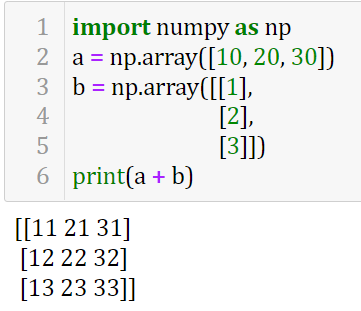 1 import numpy as np
2 a = np.array([10, 20, 30])
3 b = np.array([[1],
4 [2],
5 [3]])
6 print(a + b)
[[11 21 31]
[12 22 32]
[13 23 33]]